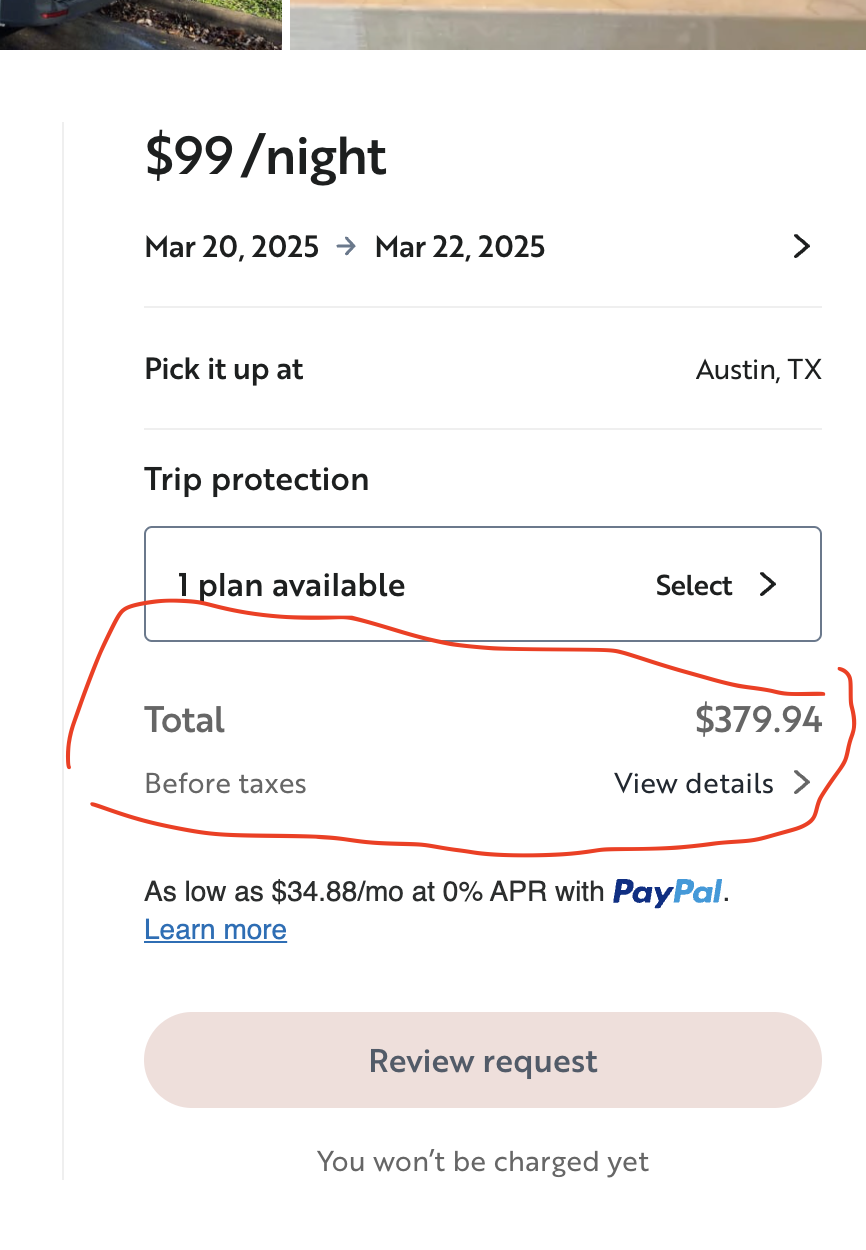 $99 /night
Mar 20, 2025 → Mar 22, 2025
Pick it up at Austin, TX
Trip protection
1 plan available Select
Total $379.94
Before taxes View details
As low as $34.88/mo at 0% APR with PayPal.
Learn more
Review request
You won't be charged yet